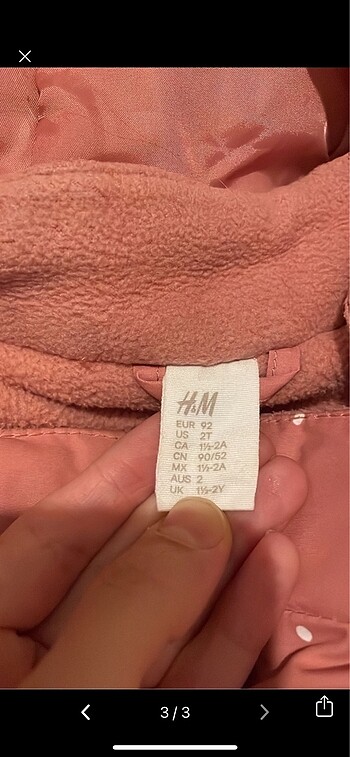 H&M
EUR 92
US 2T
CA 1½-2A
CN 90/52
MX 1½-2A
AUS 2
UK 1½-2Y
3/3